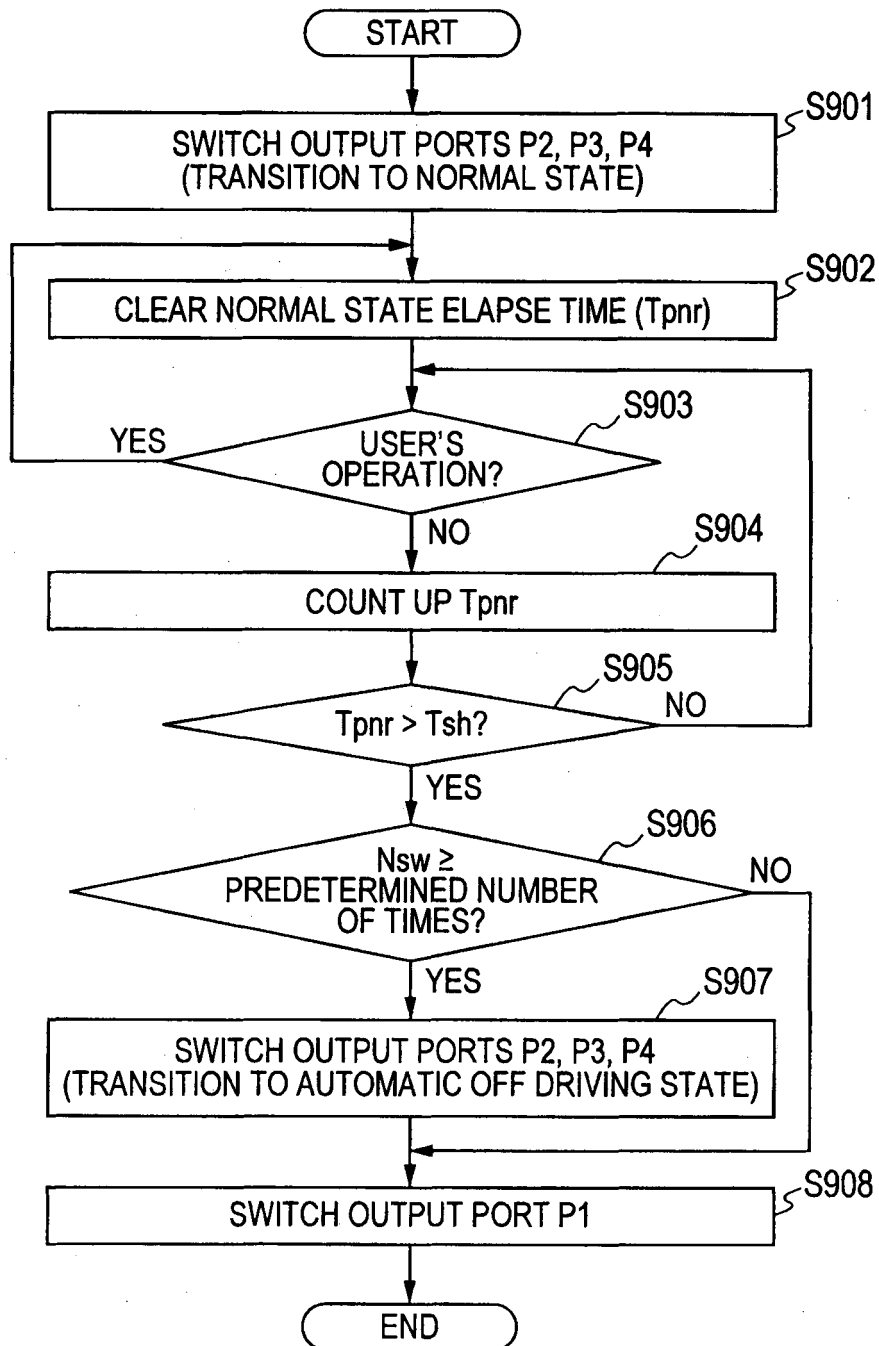 START
S901
SWITCH OUTPUT PORTS P2, P3, P4
(TRANSITION TO NORMAL STATE)
S902
CLEAR NORMAL STATE ELAPSE TIME (Tpnr)
S903
YES
USER'S
OPERATION?
NO
S904
COUNT UP Tpnr
S905
Tpnr > Tsh?
NO
YES
S906
Nsw ≥
PREDETERMINED NUMBER
OF TIMES?
NO
YES
S907
SWITCH OUTPUT PORTS P2, P3, P4
(TRANSITION TO AUTOMATIC OFF DRIVING STATE)
S908
SWITCH OUTPUT PORT P1
END